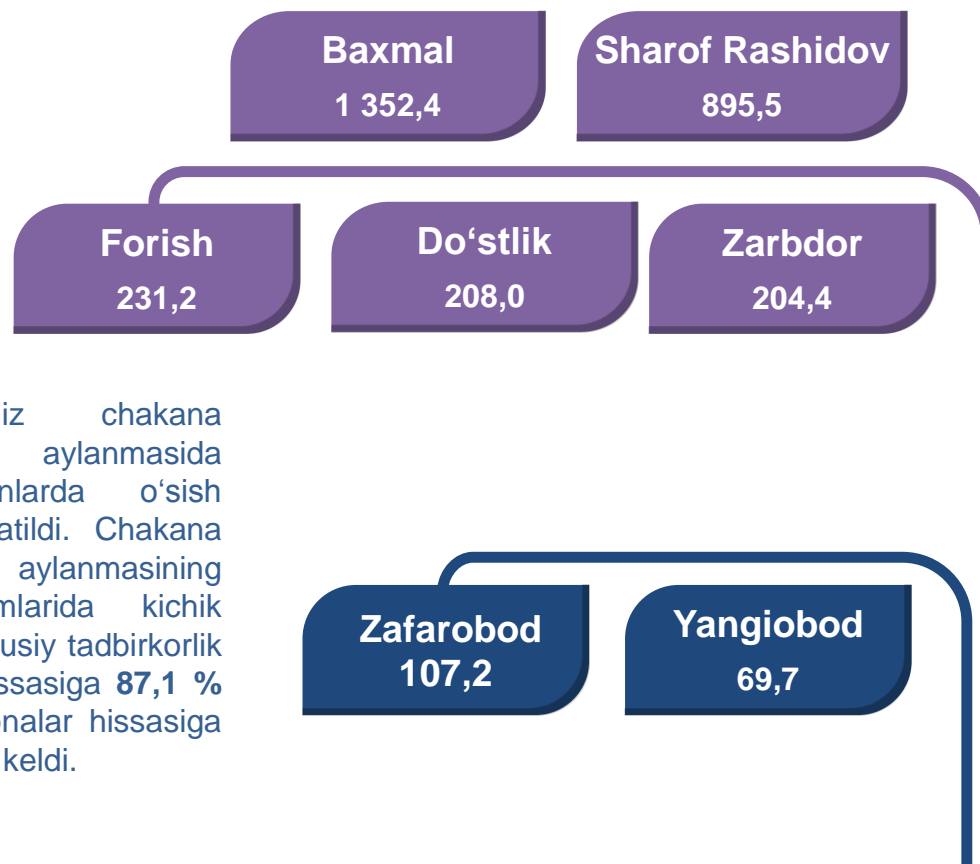 Baxmal
1 352,4
Sharof Rashidov
895,5
Forish
231,2
Do‘stlik
208,0
Zarbdor
204,4
chakana
aylanmasida
o‘sish
Chakana
aylanmasining
kichik
tadbirkorlik
87,1 %
hissasiga
keldi.
Zafarobod
107,2
Yangiobod
69,7